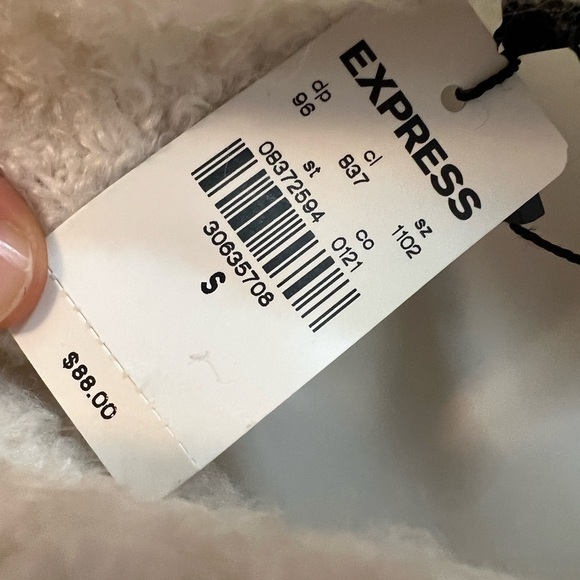 EXPRESS
dp cl sz
96 837 1102
st co
08372594 0121
30635708
S
$88.00